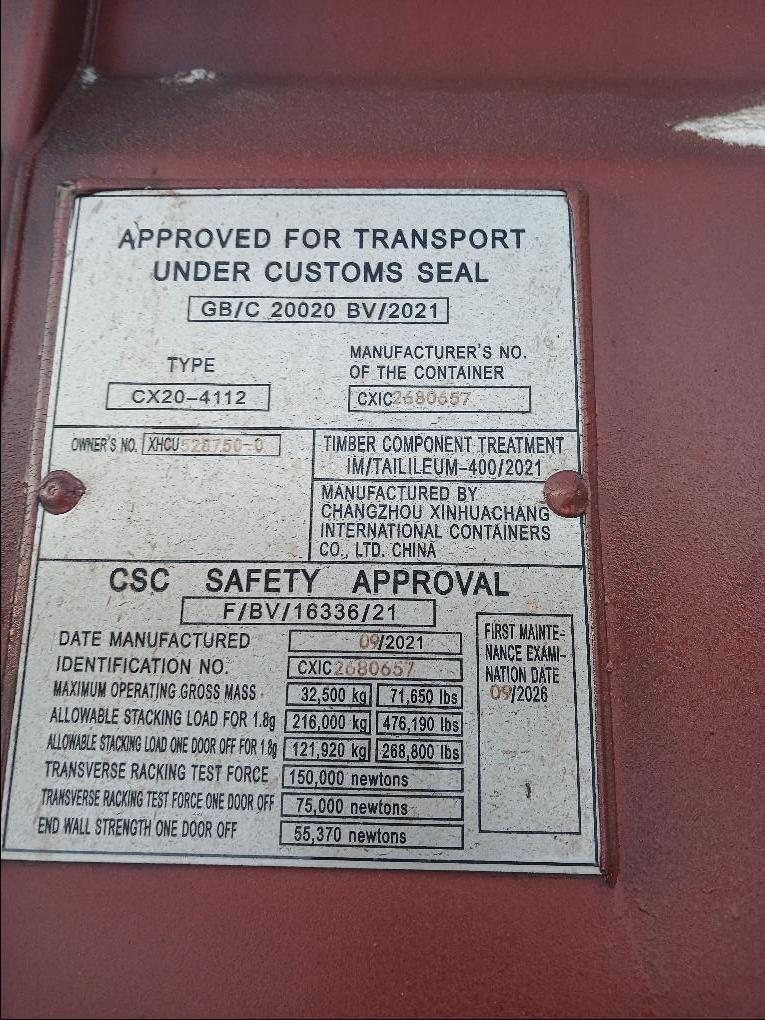 APPROVED FOR TRANSPORT
UNDER CUSTOMS SEAL
GB/C 20020 BV/2021
TYPE
CX20-4112
MANUFACTURER'S NO.
OF THE CONTAINER
CXIC2680657
OWNER'S NO. XHCU528750-0
TIMBER COMPONENT TREATMENT
IM/TAILILEUM-400/2021
MANUFACTURED BY
CHANGZHOU XINHUACHANG
INTERNATIONAL CONTAINERS
CO., LTD. CHINA
CSC SAFETY APPROVAL
F/BV/16336/21
DATE MANUFACTURED 09/2021
IDENTIFICATION NO. CXIC2680657
MAXIMUM OPERATING GROSS MASS 32,500 kg 71,650 lbs
ALLOWABLE STACKING LOAD FOR 1.8g 216,000 kg 476,190 lbs
ALLOWABLE STACKING LOAD ONE DOOR OFF FOR 1.8g 121,920 kg 268,800 lbs
TRANSVERSE RACKING TEST FORCE 150,000 newtons
TRANSVERSE RACKING TEST FORCE ONE DOOR OFF 75,000 newtons
END WALL STRENGTH ONE DOOR OFF 55,370 newtons
FIRST MAINTE-
NANCE EXAMI-
NATION DATE
09/2026